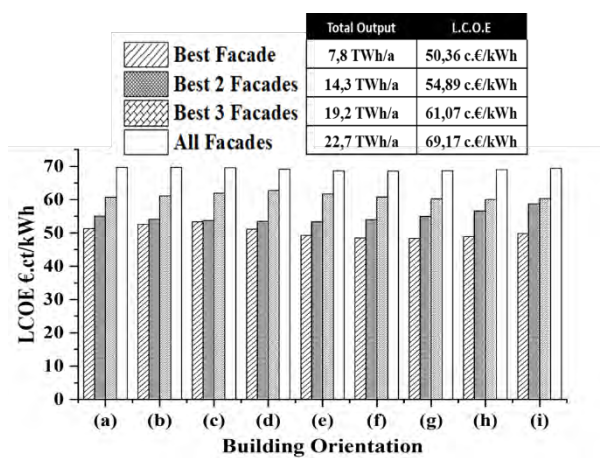 Total Output L.C.O.E
Best Facade 7,8 TWh/a 50,36 c.€/kWh
Best 2 Facades 14,3 TWh/a 54,89 c.€/kWh
Best 3 Facades 19,2 TWh/a 61,07 c.€/kWh
All Facades 22,7 TWh/a 69,17 c.€/kWh
LCOE €.ct/kWh
70
60
50
40
30
20
10
0
(a) (b) (c) (d) (e) (f) (g) (h) (i)
Building Orientation